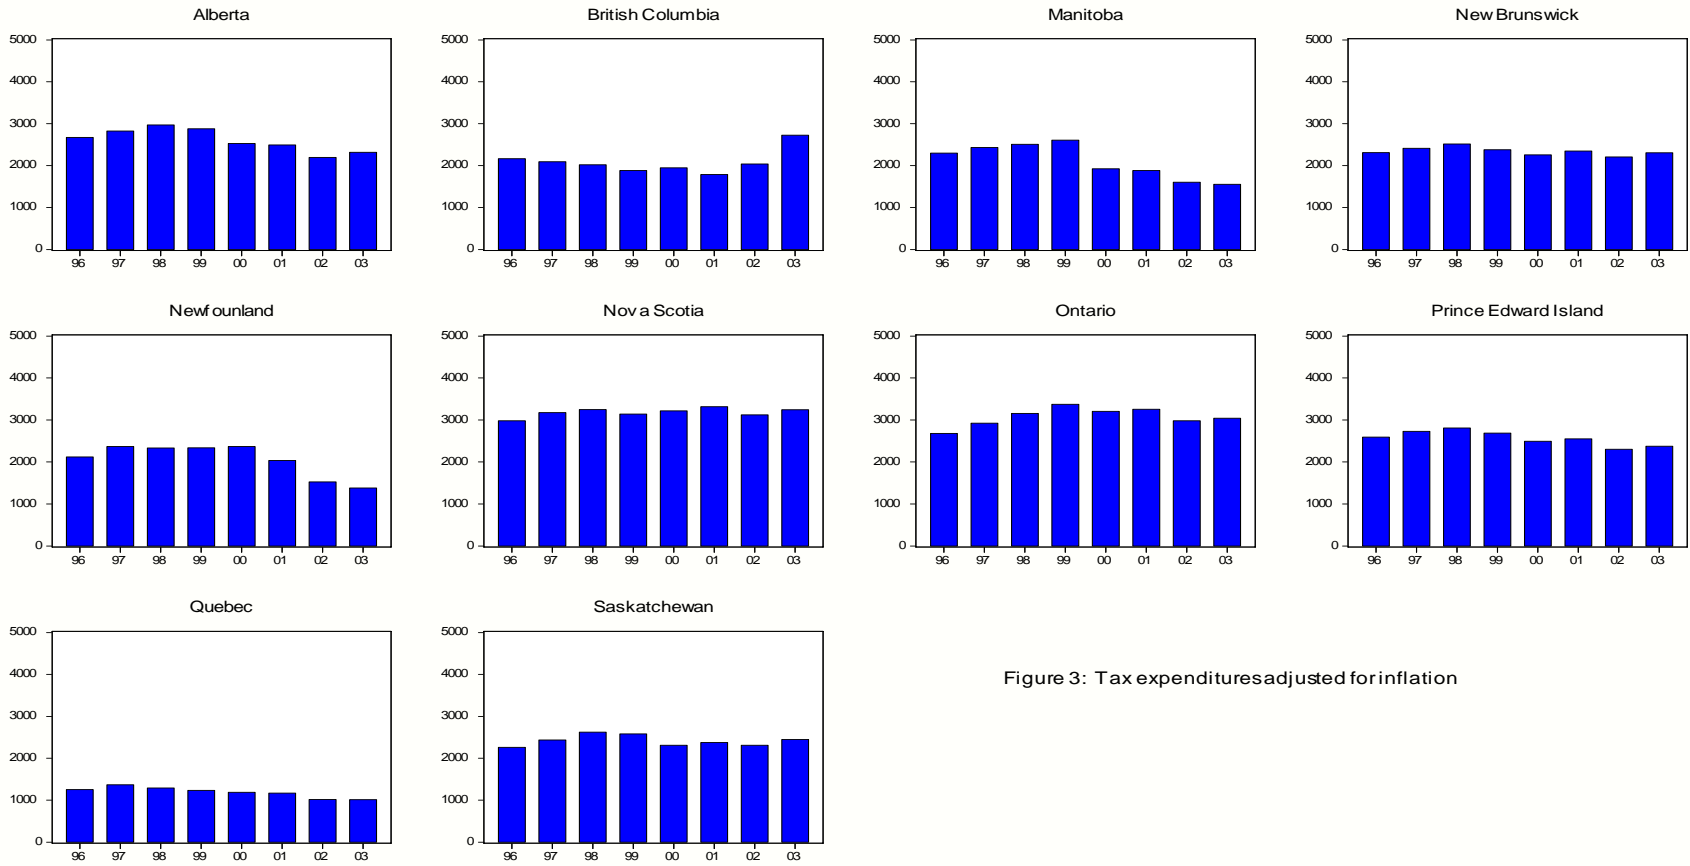 Alberta
British Columbia
Manitoba
New Brunswick
5000
4000
3000
2000
1000
0
96 97 98 99 00 01 02 03
5000
4000
3000
2000
1000
0
96 97 98 99 00 01 02 03
5000
4000
3000
2000
1000
0
96 97 98 99 00 01 02 03
5000
4000
3000
2000
1000
0
96 97 98 99 00 01 02 03
Newfounland
Nova Scotia
Ontario
Prince Edward Island
5000
4000
3000
2000
1000
0
96 97 98 99 00 01 02 03
5000
4000
3000
2000
1000
0
96 97 98 99 00 01 02 03
5000
4000
3000
2000
1000
0
96 97 98 99 00 01 02 03
5000
4000
3000
2000
1000
0
96 97 98 99 00 01 02 03
Quebec
Saskatchewan
5000
4000
3000
2000
1000
0
96 97 98 99 00 01 02 03
5000
4000
3000
2000
1000
0
96 97 98 99 00 01 02 03
Figure 3: Tax expenditures adjusted for inflation